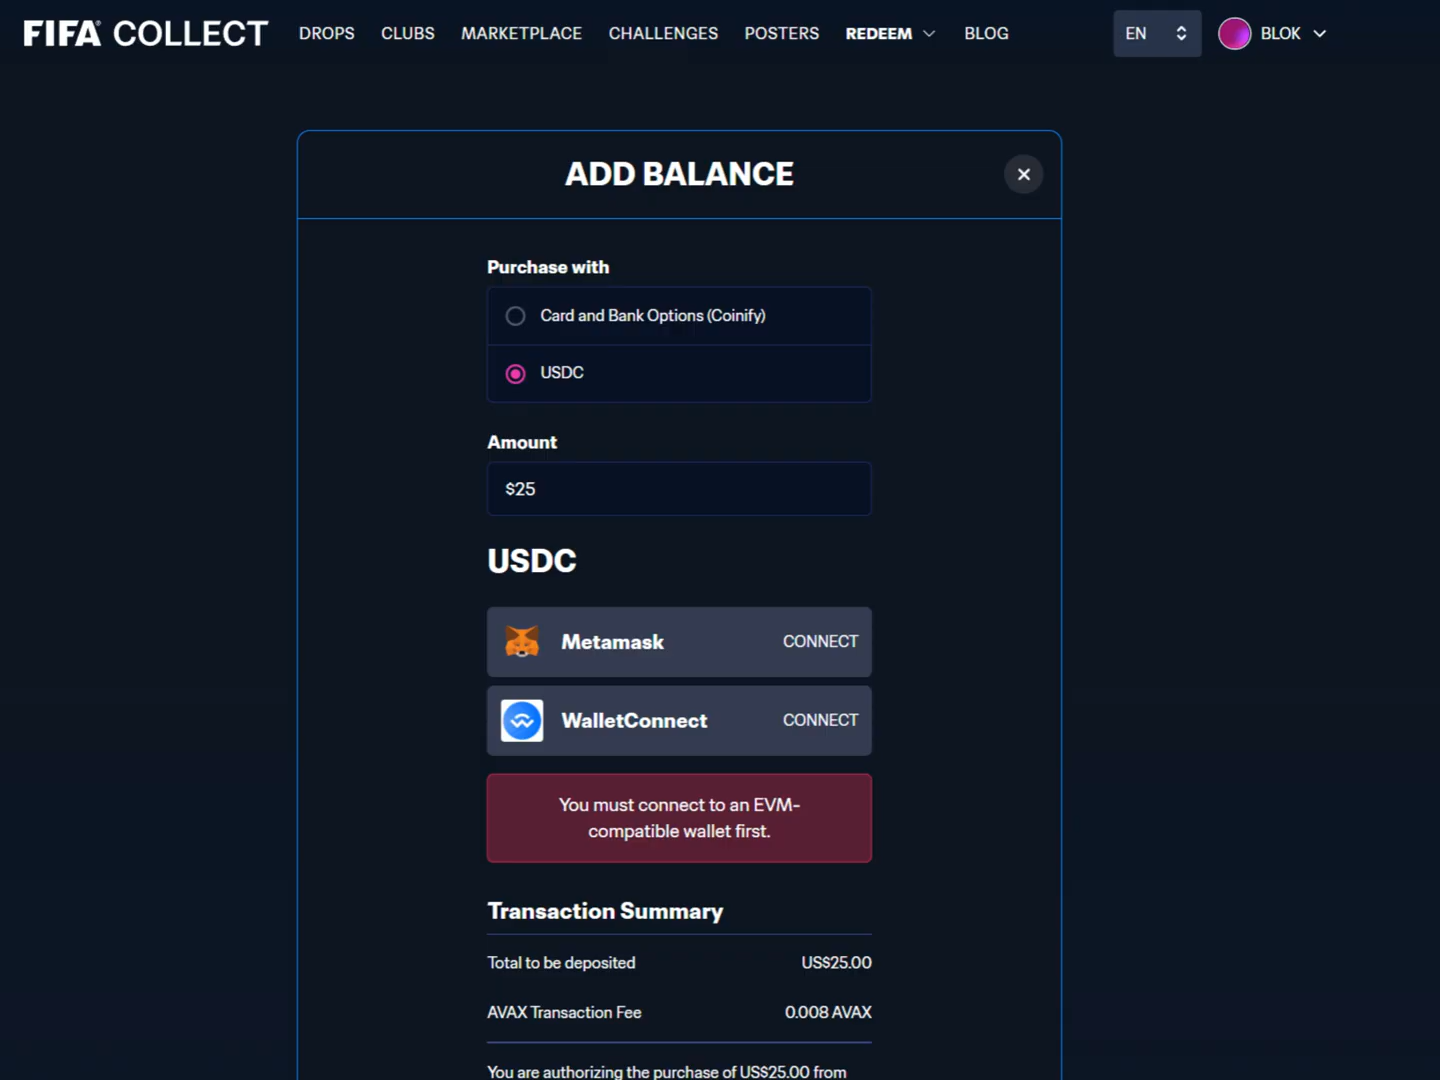 FIFA® COLLECT DROPS CLUBS MARKETPLACE CHALLENGES POSTERS REDEEM BLOG EN BLOK
ADD BALANCE
Purchase with
Card and Bank Options (Coinify)
USDC
Amount
$25
USDC
Metamask CONNECT
WalletConnect CONNECT
You must connect to an EVM-
compatible wallet first.
Transaction Summary
Total to be deposited US$25.00
AVAX Transaction Fee 0.008 AVAX
You are authorizing the purchase of US$25.00 from